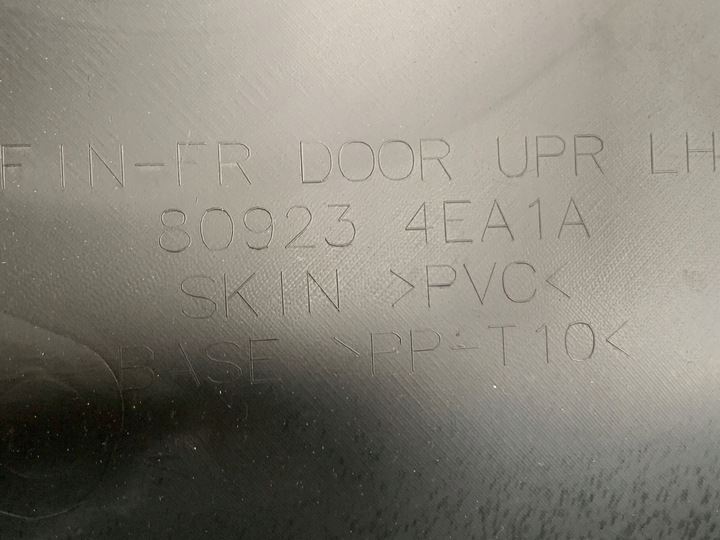 FIN-FR DOOR UPR LH
80923 4EA1A
SKIN >PVC<
BASE >PP-T10<